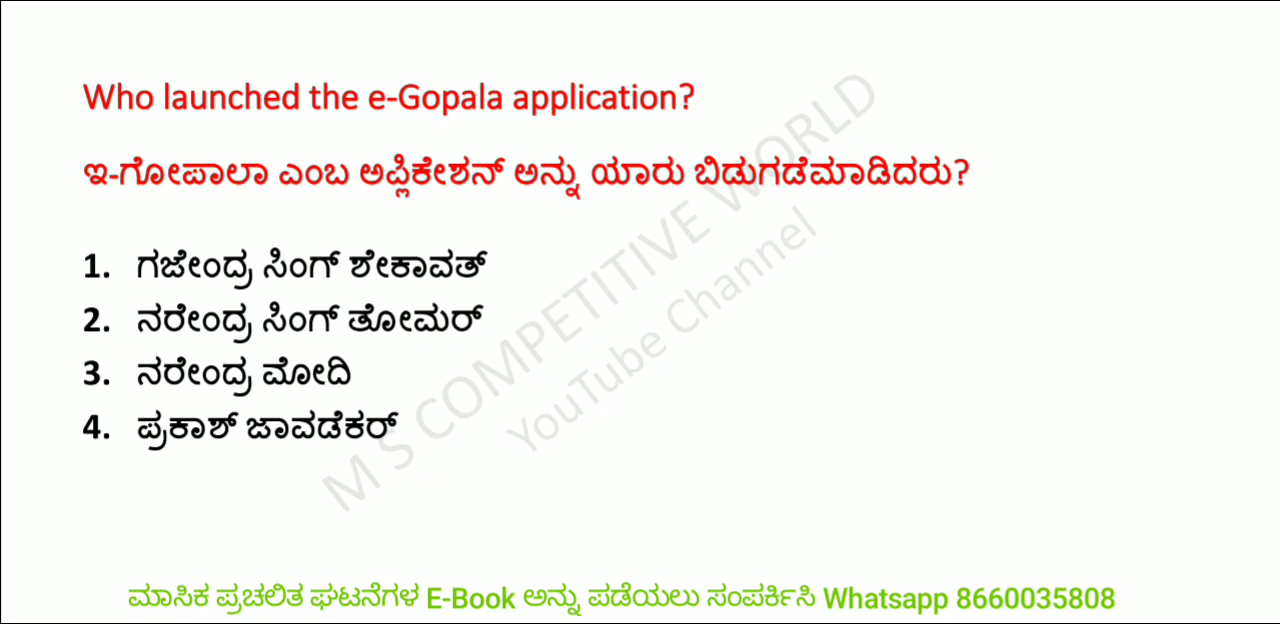 Who launched the e-Gopala application?
ಇ-ಗೋಪಾಲಾ ಎಂಬ ಅಪ್ಲಿಕೇಶನ್ ಅನ್ನು ಯಾರು ಬಿಡುಗಡೆಮಾಡಿದರು?
1. ಗಜೇಂದ್ರ ಸಿಂಗ್ ಶೇಕಾವತ್
2. ನರೇಂದ್ರ ಸಿಂಗ್ ತೋಮರ್
3. ನರೇಂದ್ರ ಮೋದಿ
4. ಪ್ರಕಾಶ್ ಜಾವಡೆಕರ್
M S COMPETITIVE WORLD
YouTube Channel
ಮಾಸಿಕ ಪ್ರಚಲಿತ ಘಟನೆಗಳ E-Book ಅನ್ನು ಪಡೆಯಲು ಸಂಪರ್ಕಿಸಿ Whatsapp 8660035808